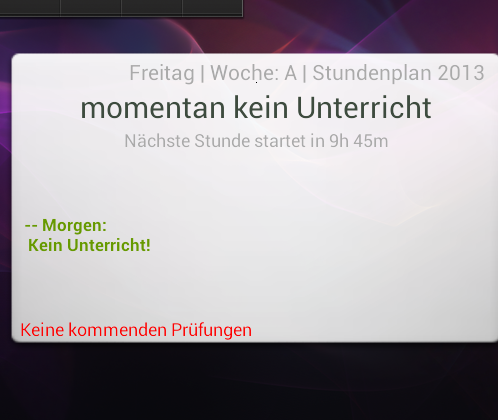 Freitag | Woche: A | Stundenplan 2013
momentan kein Unterricht
Nächste Stunde startet in 9h 45m
-- Morgen:
Kein Unterricht!
Keine kommenden Prüfungen